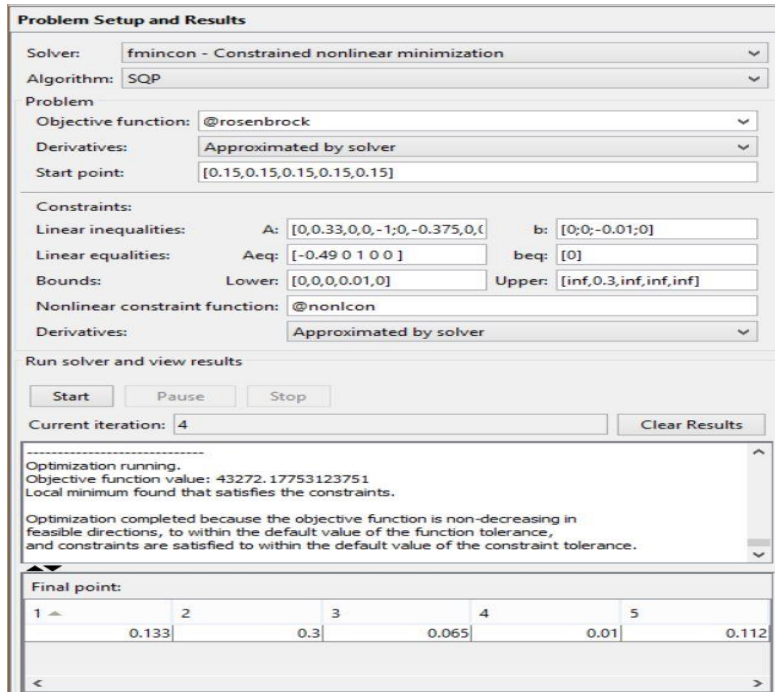 Problem Setup and Results
Solver: fmincon - Constrained nonlinear minimization
Algorithm: SQP
Problem
Objective function: @rosenbrock
Derivatives: Approximated by solver
Start point: [0.15,0.15,0.15,0.15,0.15]
Constraints:
Linear inequalities: A: [0,0.33,0,0,-1;0,-0.375,0,( b: [0;0;-0.01;0]
Linear equalities: Aeq: [-0.49 0 1 0 0 ] beq: [0]
Bounds: Lower: [0,0,0,0.01,0] Upper: [inf,0.3,inf,inf,inf]
Nonlinear constraint function: @nonlcon
Derivatives: Approximated by solver
Run solver and view results
Start Pause Stop
Current iteration: 4 Clear Results
------------------------------
Optimization running.
Objective function value: 43272.17753123751
Local minimum found that satisfies the constraints.
Optimization completed because the objective function is non-decreasing in
feasible directions, to within the default value of the function tolerance,
and constraints are satisfied to within the default value of the constraint tolerance.
Final point:
1 2 3 4 5
0.133 0.3 0.065 0.01 0.112